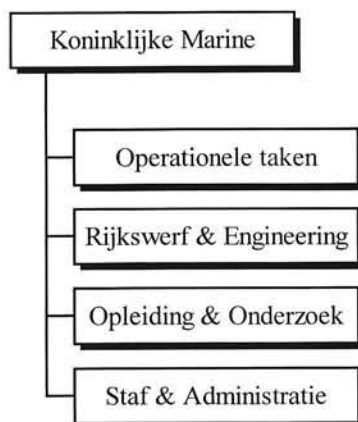 Koninklijke Marine
Operationele taken
Rijkswerf & Engineering
Opleiding & Onderzoek
Staf & Administratie